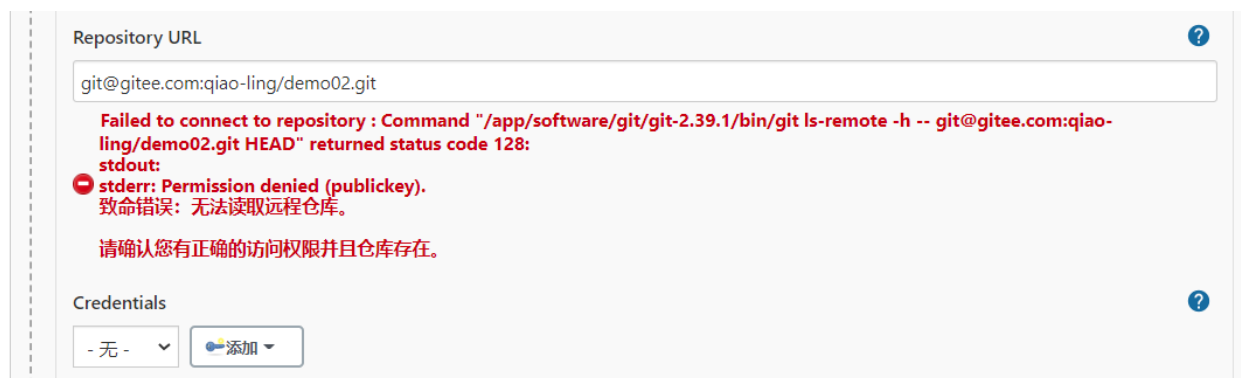 Repository URL
git@gitee.com:qiao-ling/demo02.git
Failed to connect to repository : Command "/app/software/git/git-2.39.1/bin/git ls-remote -h -- git@gitee.com:qiao-
ling/demo02.git HEAD" returned status code 128:
stdout:
stderr: Permission denied (publickey).
致命错误：无法读取远程仓库。
请确认您有正确的访问权限并且仓库存在。
Credentials
- 无 -
添加